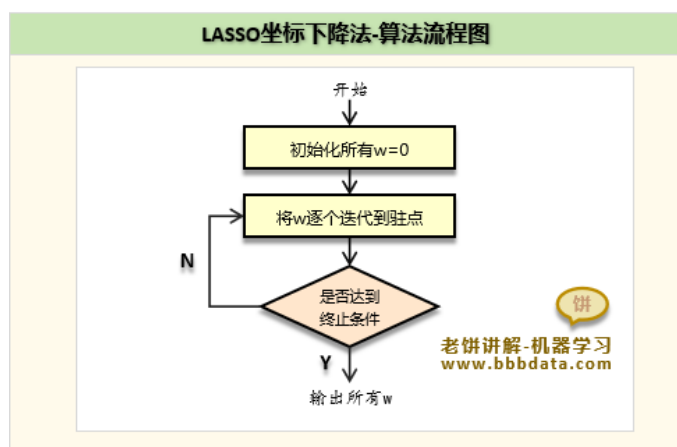 LASSO坐标下降法-算法流程图
开始
初始化所有w=0
将w逐个迭代到驻点
N
是否达到
终止条件
饼
老饼讲解-机器学习
www.bbbdata.com
Y
输出所有w